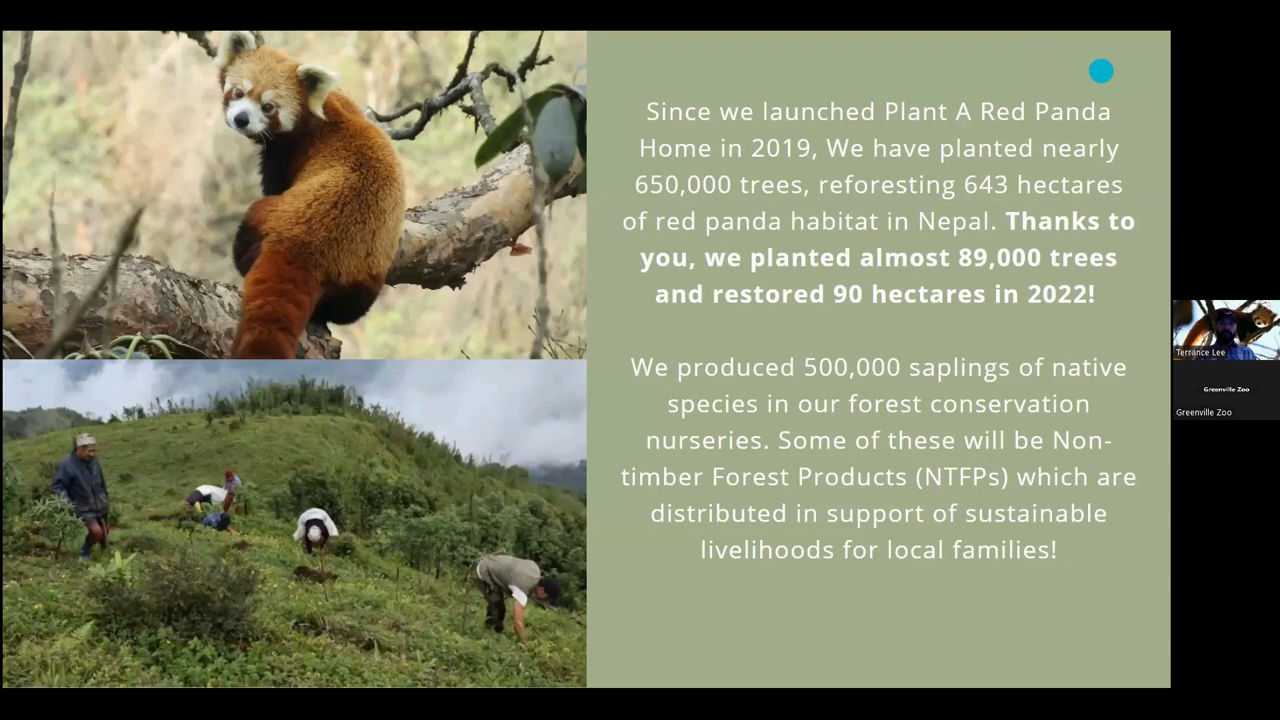 Since we launched Plant A Red Panda
Home in 2019, We have planted nearly
650,000 trees, reforesting 643 hectares
of red panda habitat in Nepal. Thanks to
you, we planted almost 89,000 trees
and restored 90 hectares in 2022!
We produced 500,000 saplings of native
species in our forest conservation
nurseries. Some of these will be Non-
timber Forest Products (NTFPs) which are
distributed in support of sustainable
livelihoods for local families!
Terrance Lee
Greenville Zoo
Greenville Zoo